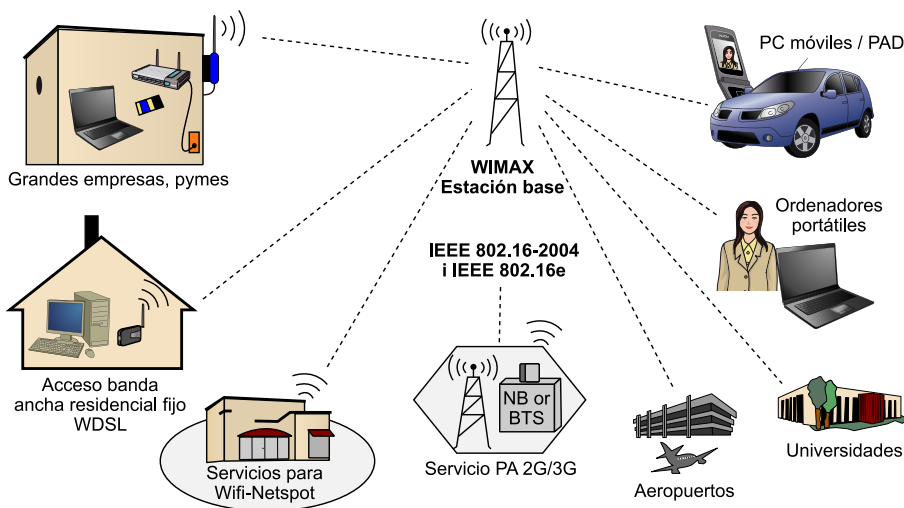 PC móviles / PAD
Grandes empresas, pymes
WIMAX
Estación base
Ordenadores
portátiles
IEEE 802.16-2004
i IEEE 802.16e
Acceso banda
ancha residencial fijo
WDSL
NB or
BTS
Servicios para
Wifi-Netspot
Servicio PA 2G/3G
Aeropuertos
Universidades